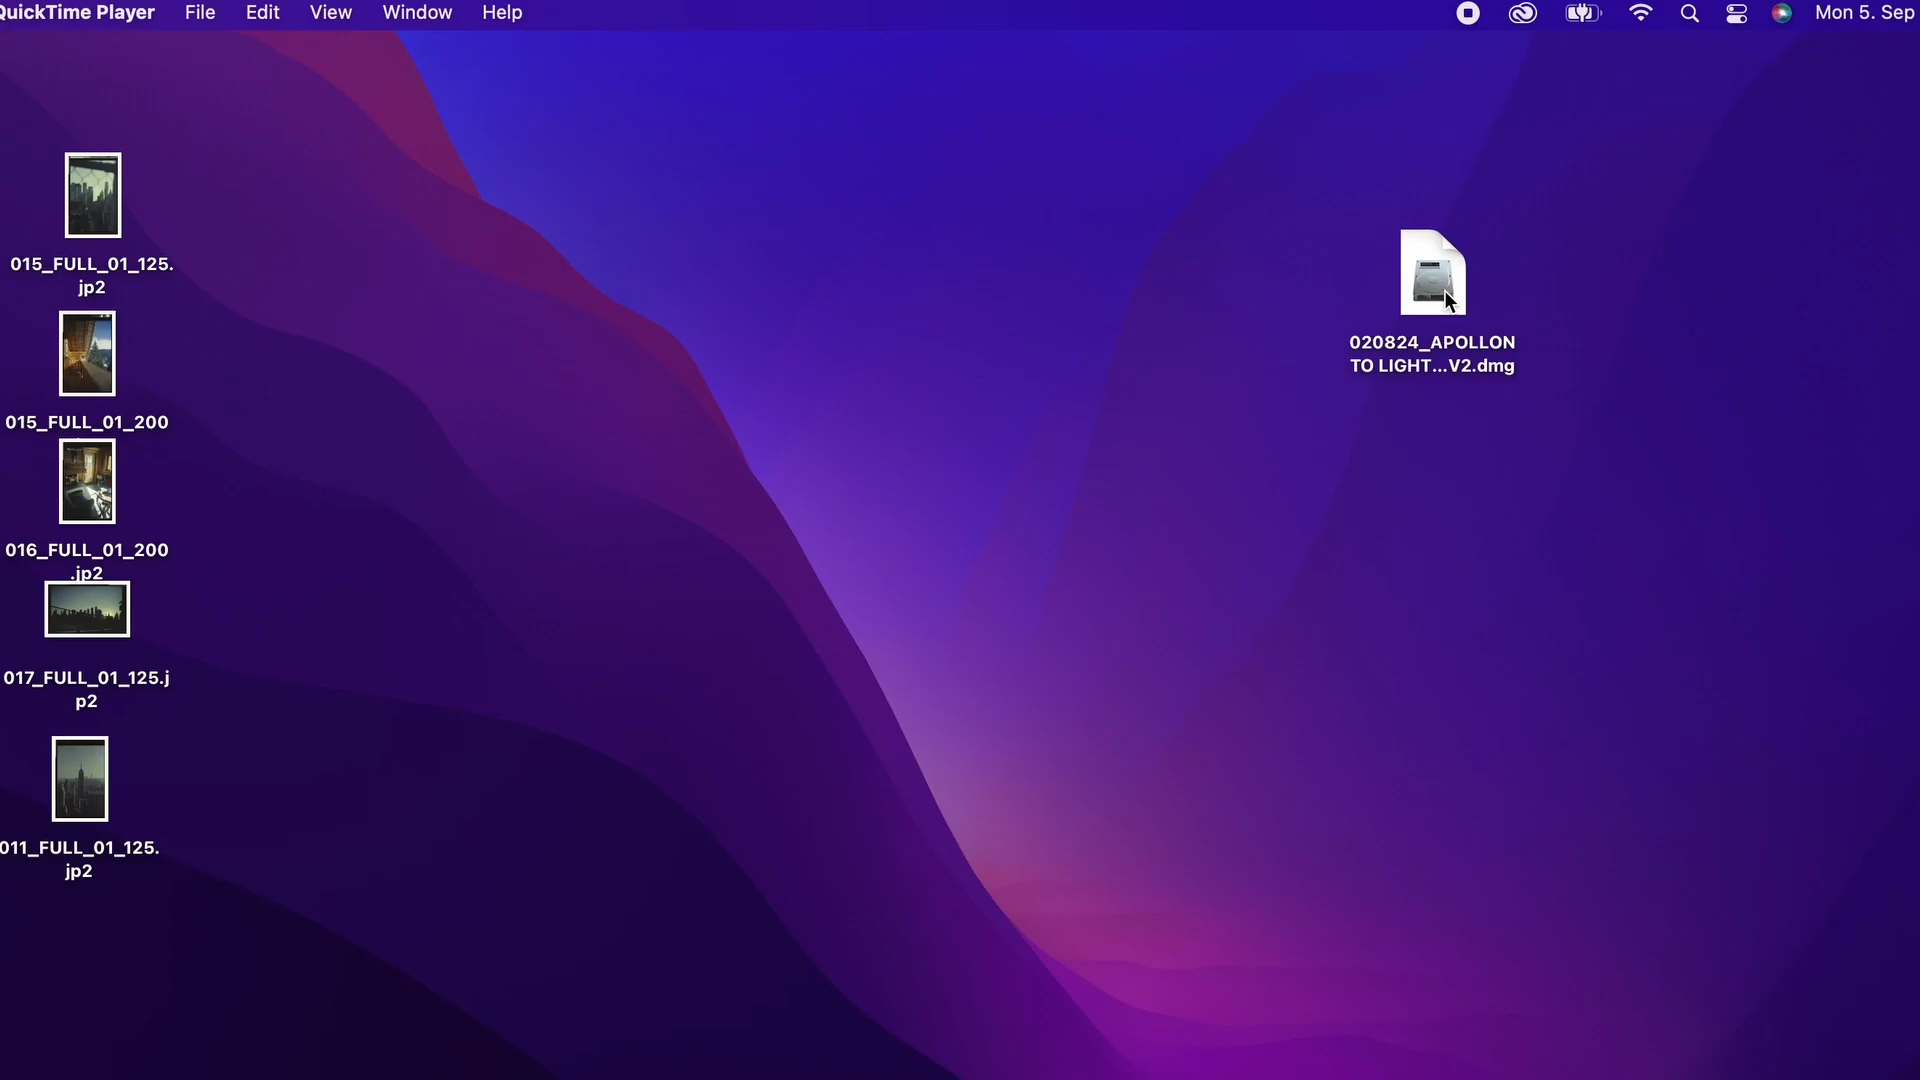 QuickTime Player File Edit View Window Help Mon 5. Sep
015_FULL_01_125.
jp2
015_FULL_01_200
016_FULL_01_200
.jp2
017_FULL_01_125.j
p2
011_FULL_01_125.
jp2
020824_APOLLON
TO LIGHT...V2.dmg